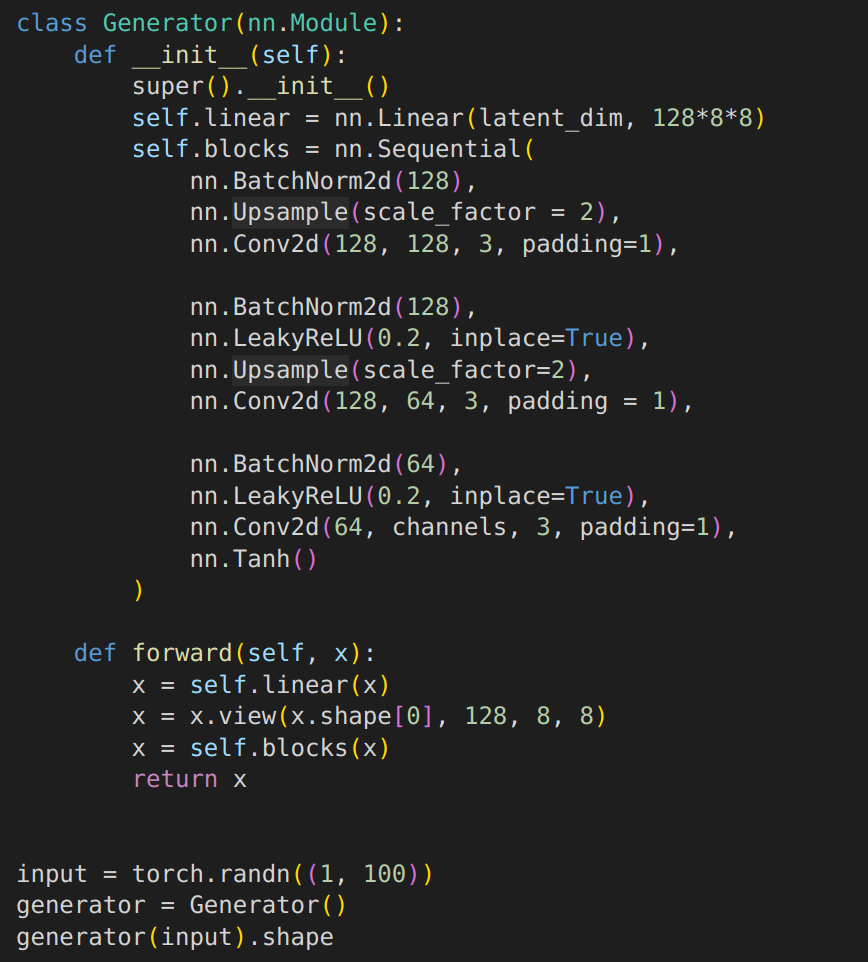 class Generator(nn.Module):
    def __init__(self):
        super().__init__()
        self.linear = nn.Linear(latent_dim, 128*8*8)
        self.blocks = nn.Sequential(
            nn.BatchNorm2d(128),
            nn.Upsample(scale_factor = 2),
            nn.Conv2d(128, 128, 3, padding=1),

            nn.BatchNorm2d(128),
            nn.LeakyReLU(0.2, inplace=True),
            nn.Upsample(scale_factor=2),
            nn.Conv2d(128, 64, 3, padding = 1),

            nn.BatchNorm2d(64),
            nn.LeakyReLU(0.2, inplace=True),
            nn.Conv2d(64, channels, 3, padding=1),
            nn.Tanh()
        )

    def forward(self, x):
        x = self.linear(x)
        x = x.view(x.shape[0], 128, 8, 8)
        x = self.blocks(x)
        return x


input = torch.randn((1, 100))
generator = Generator()
generator(input).shape